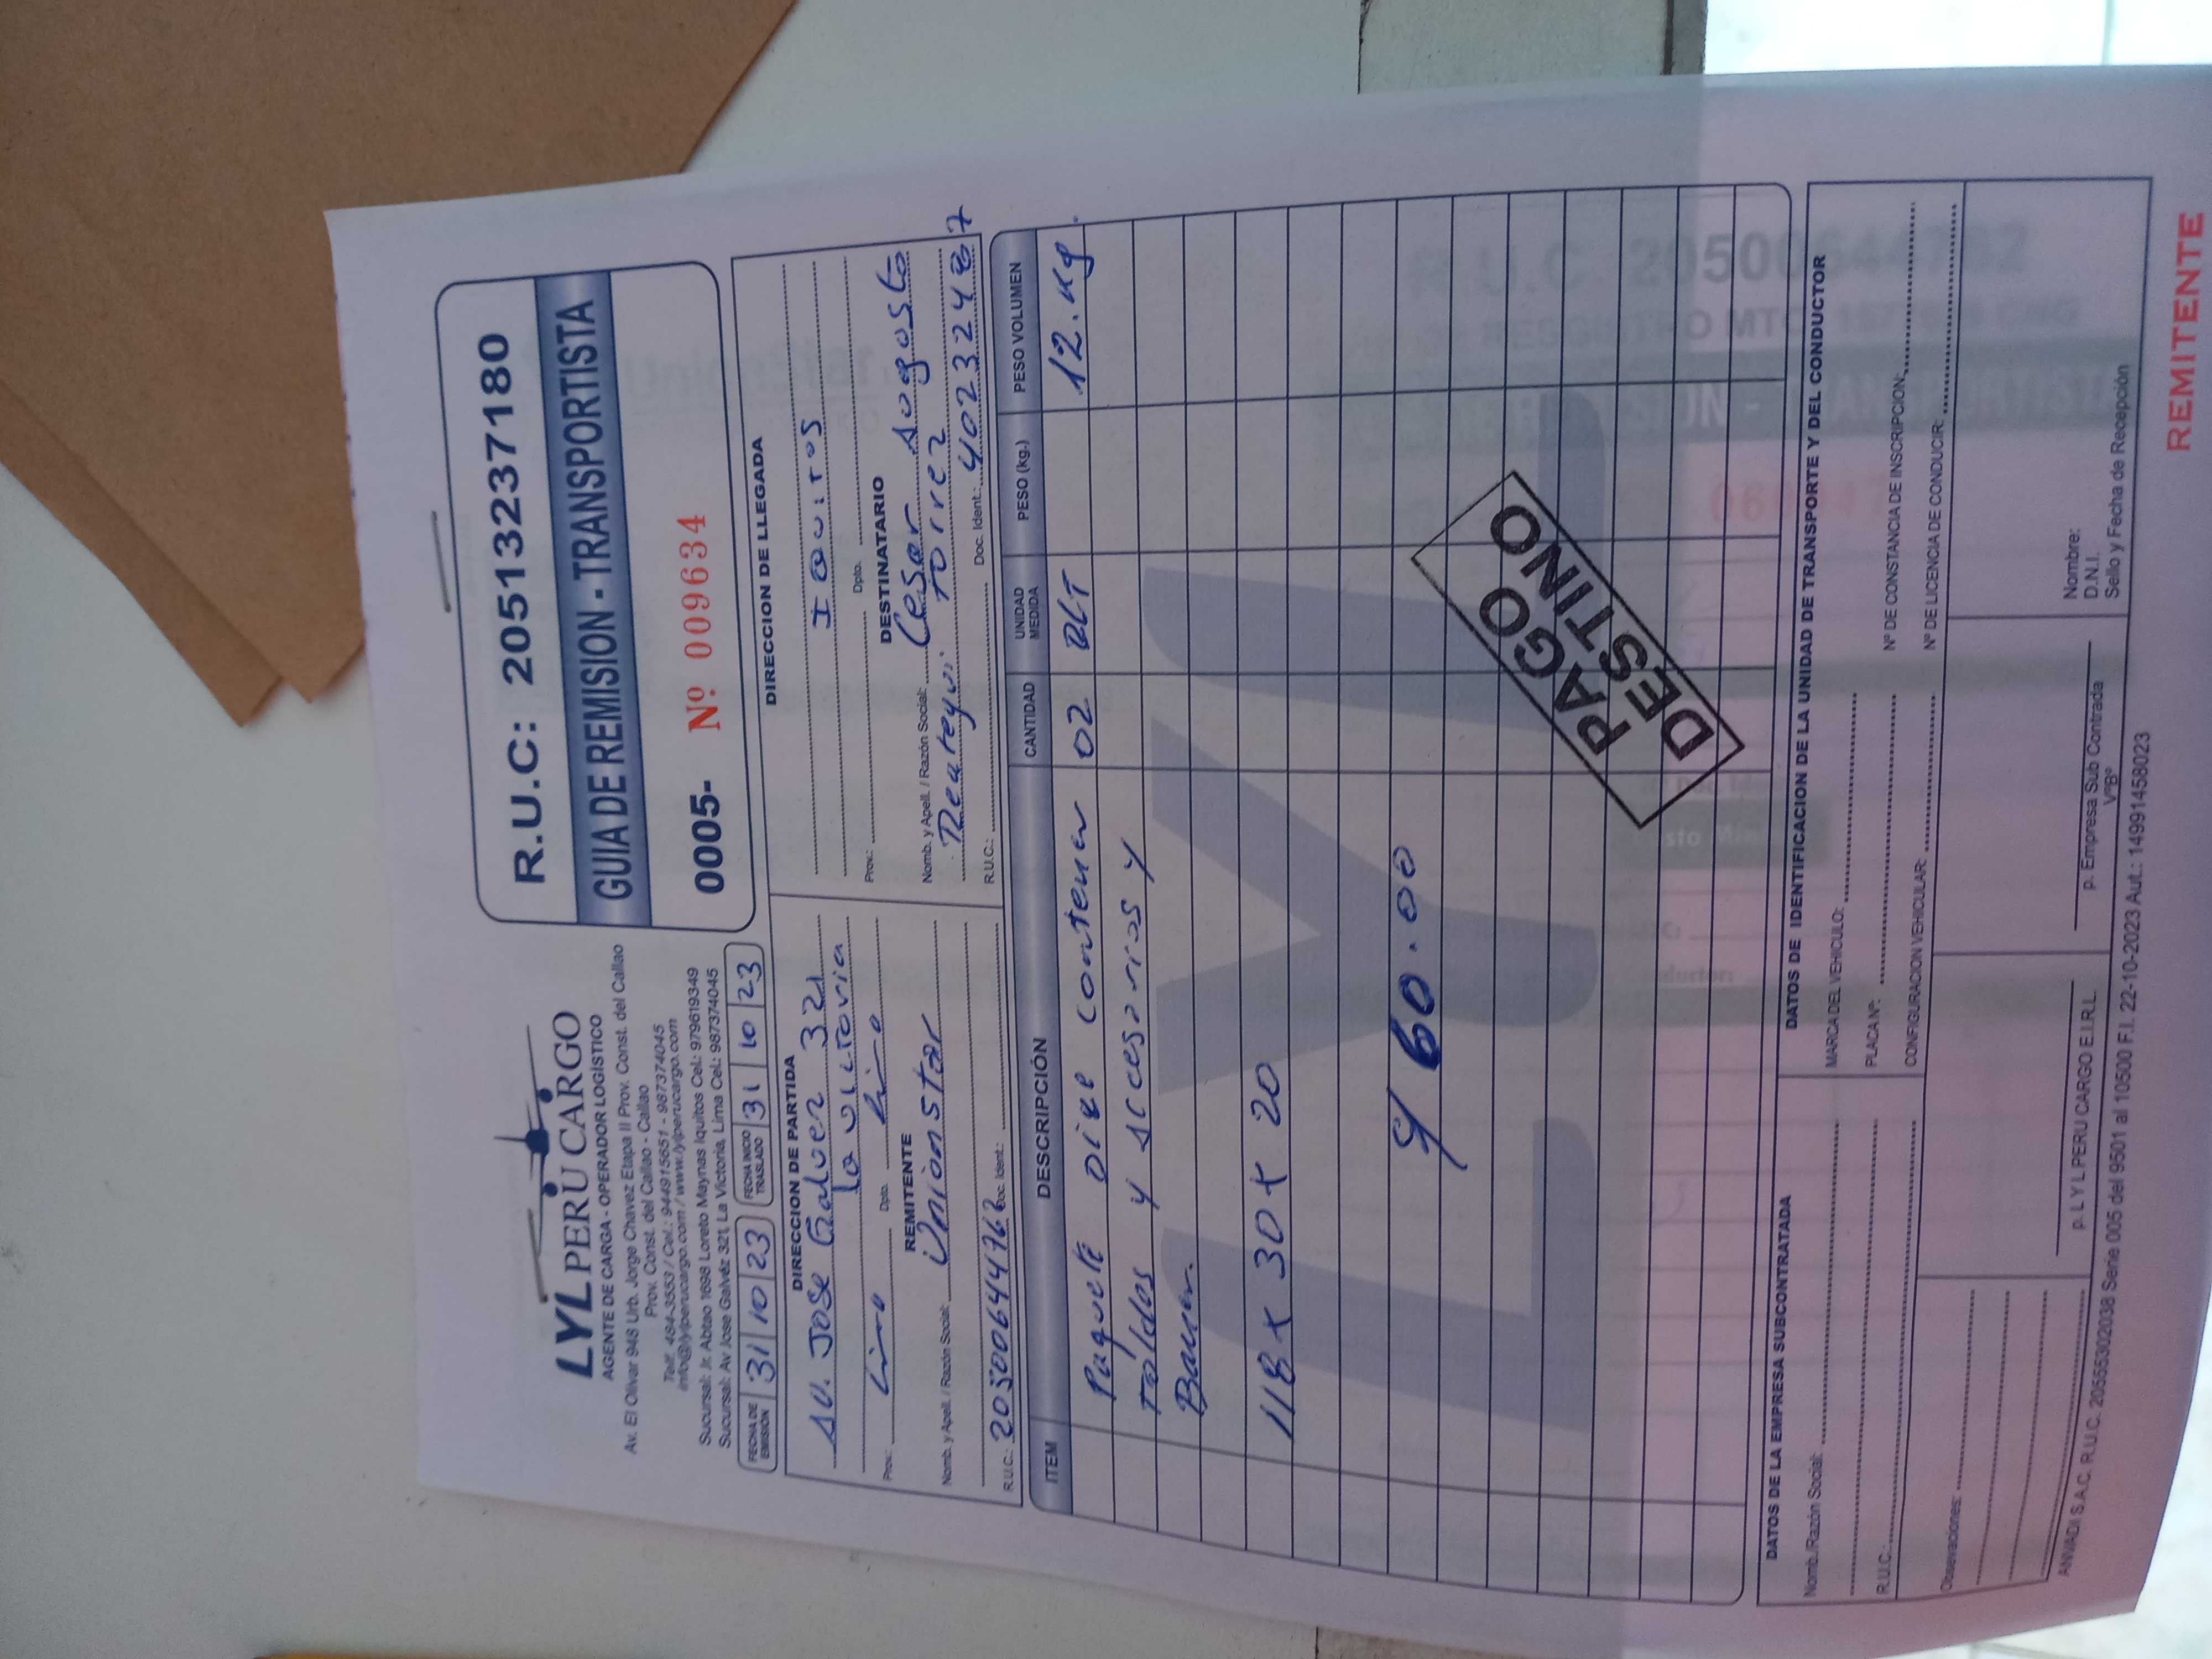 LYL PERU CARGO
AGENTE DE CARGA - OPERADOR LOGÍSTICO
Av. El Olivar 948 Urb. Jorge Chavez Etapa II Prov. Const. del Callao
Prov. Const. del Callao - Callao
Telf. 484-3553 / Cel.: 944915651 - 987374045
info@lylperucargo.com / www.lylperucargo.com
Sucursal: Jr. Abtao 1698 Loreto Maynas Iquitos Cel.: 979619349
Sucursal: Av Jose Galvéz 321, La Victoria, Lima Cel.: 987374045
R.U.C: 20513237180
GUIA DE REMISION - TRANSPORTISTA
0005- Nº 009634
FECHA DE EMISIÓN 31 10 23 FECHA INICIO TRASLADO 31 10 23
DIRECCION DE PARTIDA
AV. JOSE Galvez 321
la victoria
Prov.: Lima Dpto. Lima
REMITENTE
Nomb. y Apell. / Razón Social: Unionstar
R.U.C.: 20500644762 Doc. Ident.:
DIRECCION DE LLEGADA
IQUITOS
Prov.: Dpto.
DESTINATARIO
Nomb. y Apell. / Razón Social: Cesar Augosto
Reategui Torrez
R.U.C.: Doc. Ident.: 40232487
ITEM DESCRIPCIÓN CANTIDAD UNIDAD MEDIDA PESO (kg.) PESO VOLUMEN
Paquete contener 02 BLT 12. Kg.
Toldos y Accesorios y
Baner.
118 x 30 x 20
60.00
PAGO
DESTINO
DATOS DE LA EMPRESA SUBCONTRATADA
Nomb./Razón Social:
R.U.C.:
DATOS DE IDENTIFICACION DE LA UNIDAD DE TRANSPORTE Y DEL CONDUCTOR
MARCA DEL VEHICULO:
PLACA Nº: Nº DE CONSTANCIA DE INSCRIPCION:
CONFIGURACION VEHICULAR: Nº DE LICENCIA DE CONDUCIR:
Observaciones:
p. L Y L PERU CARGO E.I.R.L.
p. Empresa Sub Contrada
VºBº
Nombre:
D.N.I.
Sello y Fecha de Recepción
ANWADI S.A.C. R.U.C. 20555302038 Serie 005 del 9501 al 10500 F.I. 22-10-2023 Aut.: 14991458023
REMITENTE